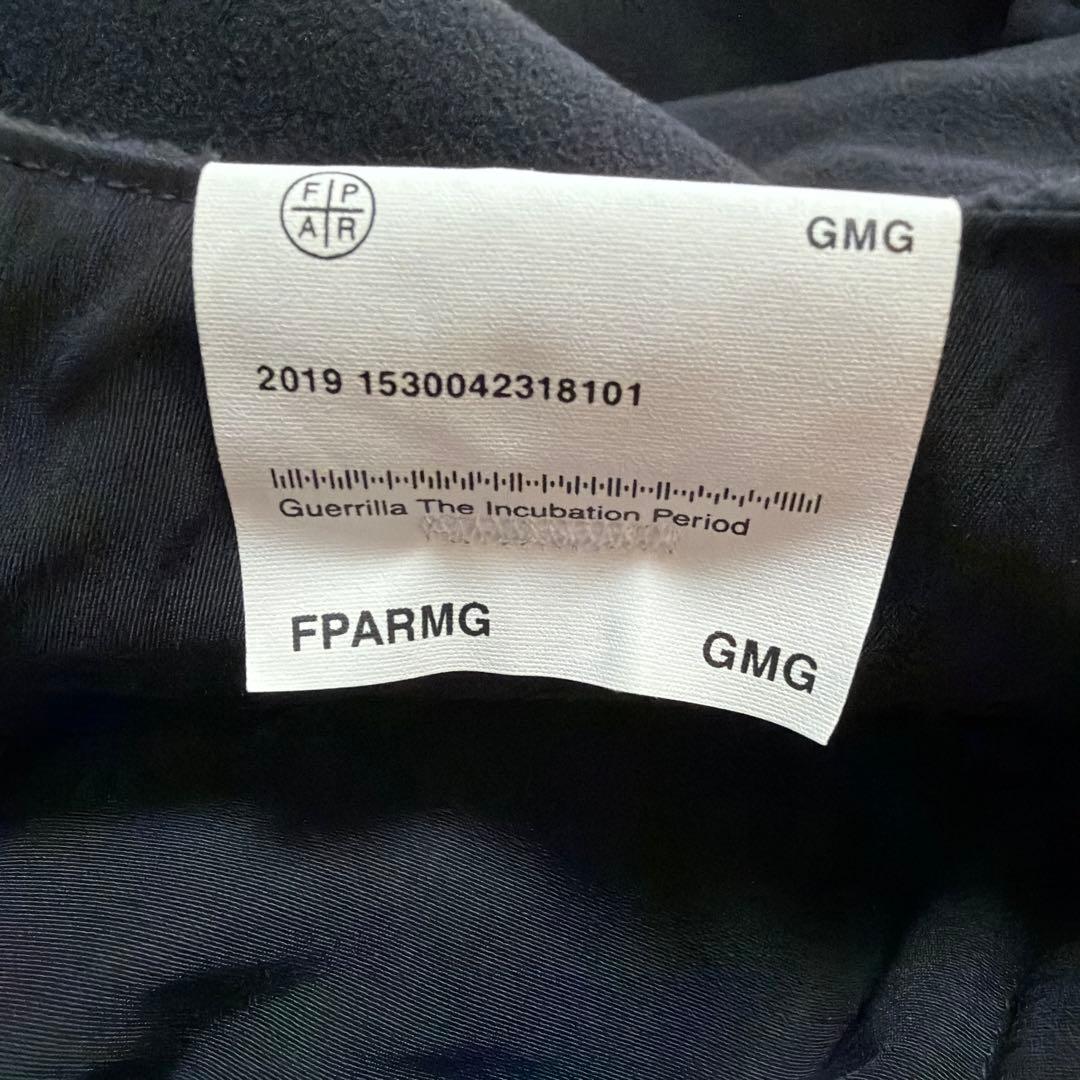 F P
A R
GMG
2019 1530042318101
Guerrilla The Incubation Period
FPARMG
GMG